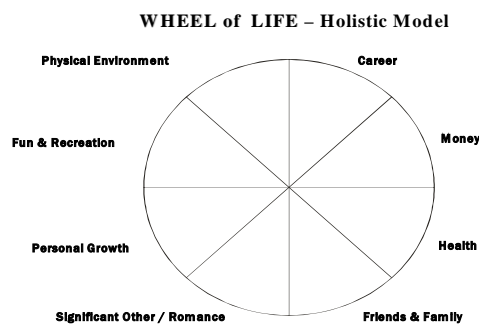 WHEEL of LIFE – Holistic Model
Physical Environment
Career
Fun & Recreation
Money
Personal Growth
Health
Significant Other / Romance
Friends & Family